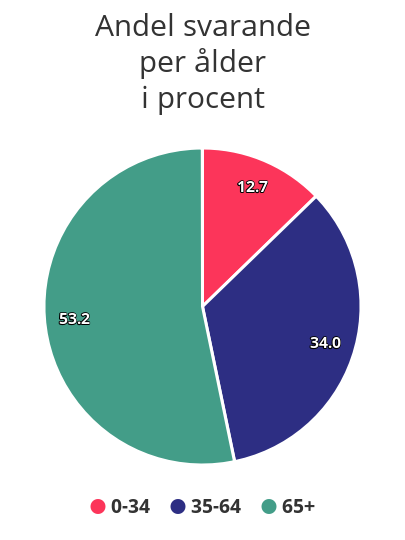 Andel svarande
per ålder
i procent
12.7
53.2
34.0
0-34 35-64 65+